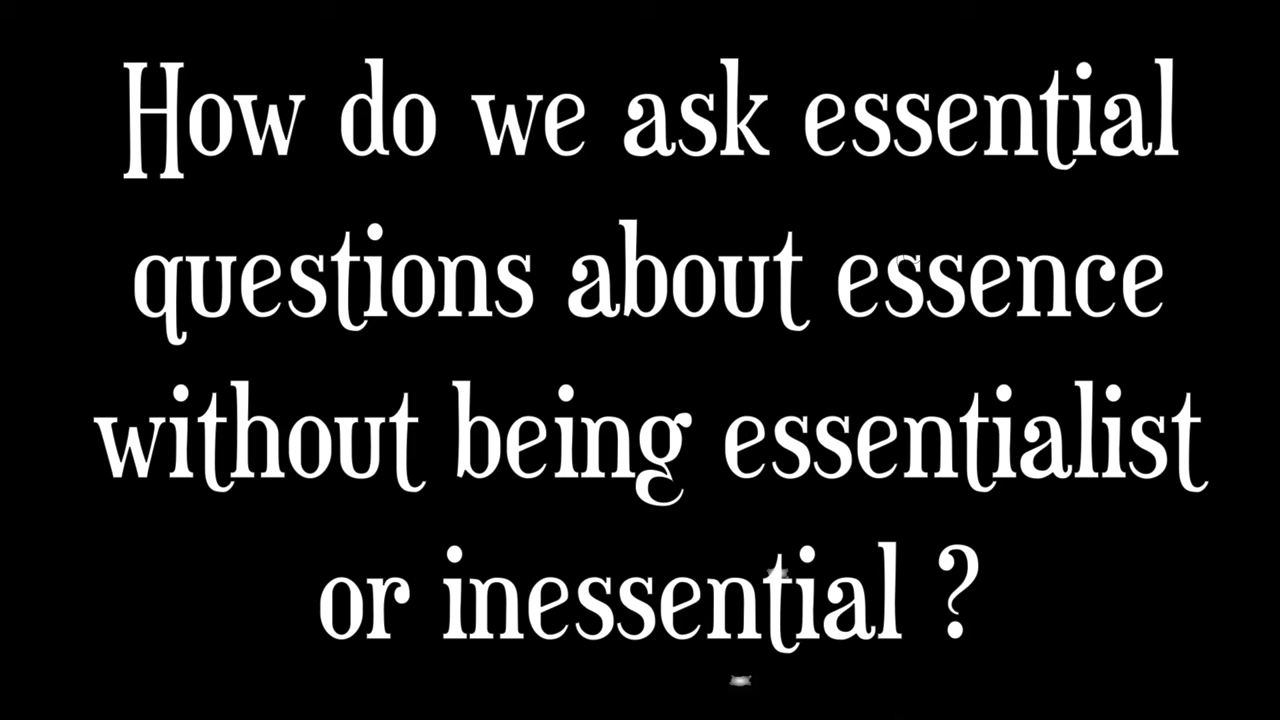 How do we ask essential
questions about essence
without being essentialist
or inessential ?